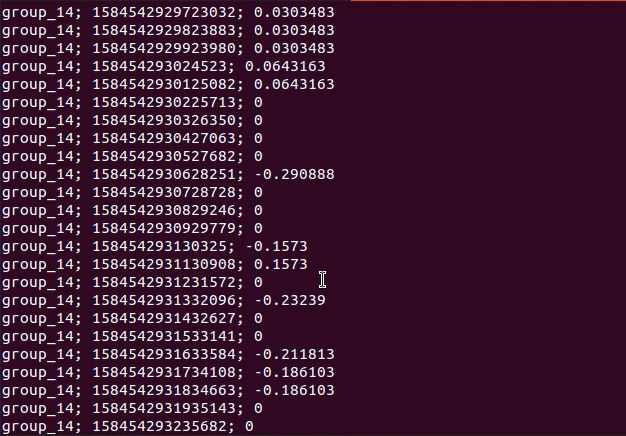 group_14; 1584542929723032; 0.0303483
group_14; 1584542929823883; 0.0303483
group_14; 1584542929923980; 0.0303483
group_14; 158454293024523; 0.0643163
group_14; 1584542930125082; 0.0643163
group_14; 1584542930225713; 0
group_14; 1584542930326350; 0
group_14; 1584542930427063; 0
group_14; 1584542930527682; 0
group_14; 1584542930628251; -0.290888
group_14; 1584542930728728; 0
group_14; 1584542930829246; 0
group_14; 1584542930929779; 0
group_14; 158454293130325; -0.1573
group_14; 1584542931130908; 0.1573
group_14; 1584542931231572; 0
group_14; 1584542931332096; -0.23239
group_14; 1584542931432627; 0
group_14; 1584542931533141; 0
group_14; 1584542931633584; -0.211813
group_14; 1584542931734108; -0.186103
group_14; 1584542931834663; -0.186103
group_14; 1584542931935143; 0
group_14; 158454293235682; 0